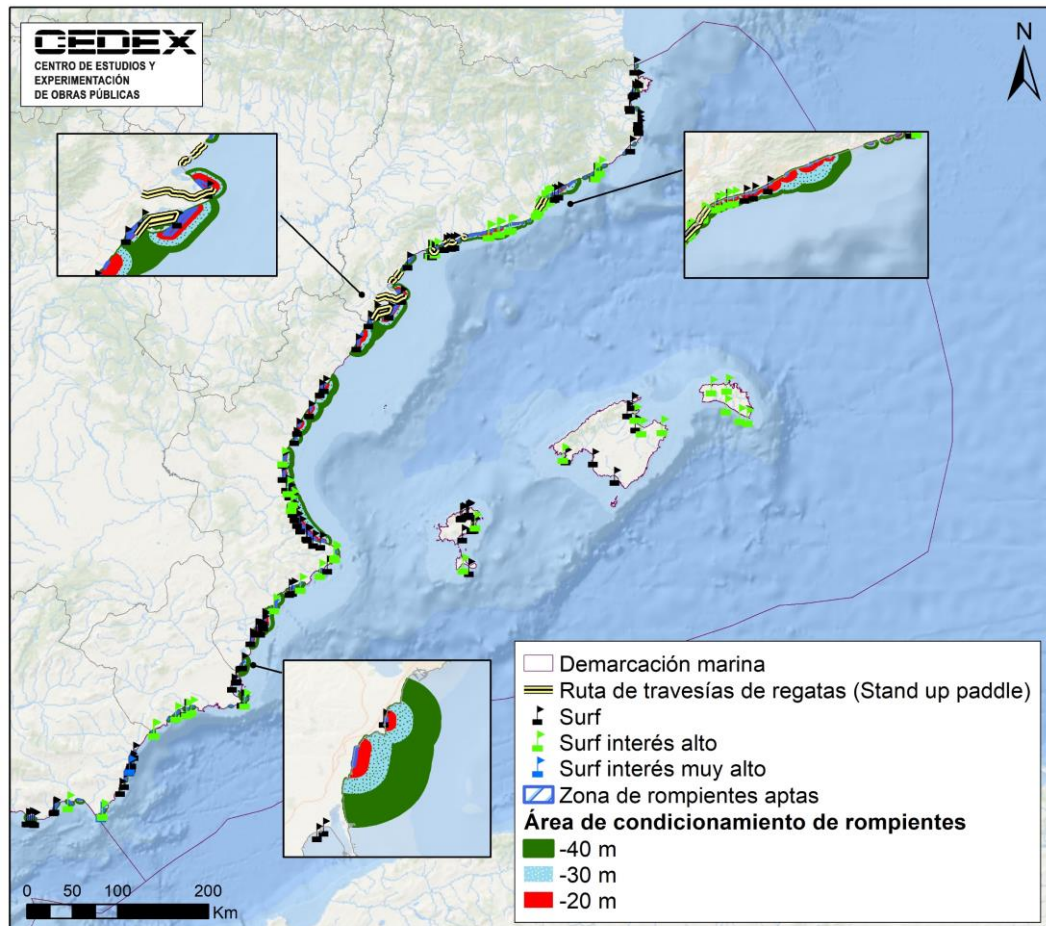 CEDEX
CENTRO DE ESTUDIOS Y
EXPERIMENTACIÓN
DE OBRAS PÚBLICAS
N
Demarcación marina
Ruta de travesías de regatas (Stand up paddle)
Surf
Surf interés alto
Surf interés muy alto
Zona de rompientes aptas
Área de condicionamiento de rompientes
-40 m
-30 m
-20 m
0 50 100 200
Km